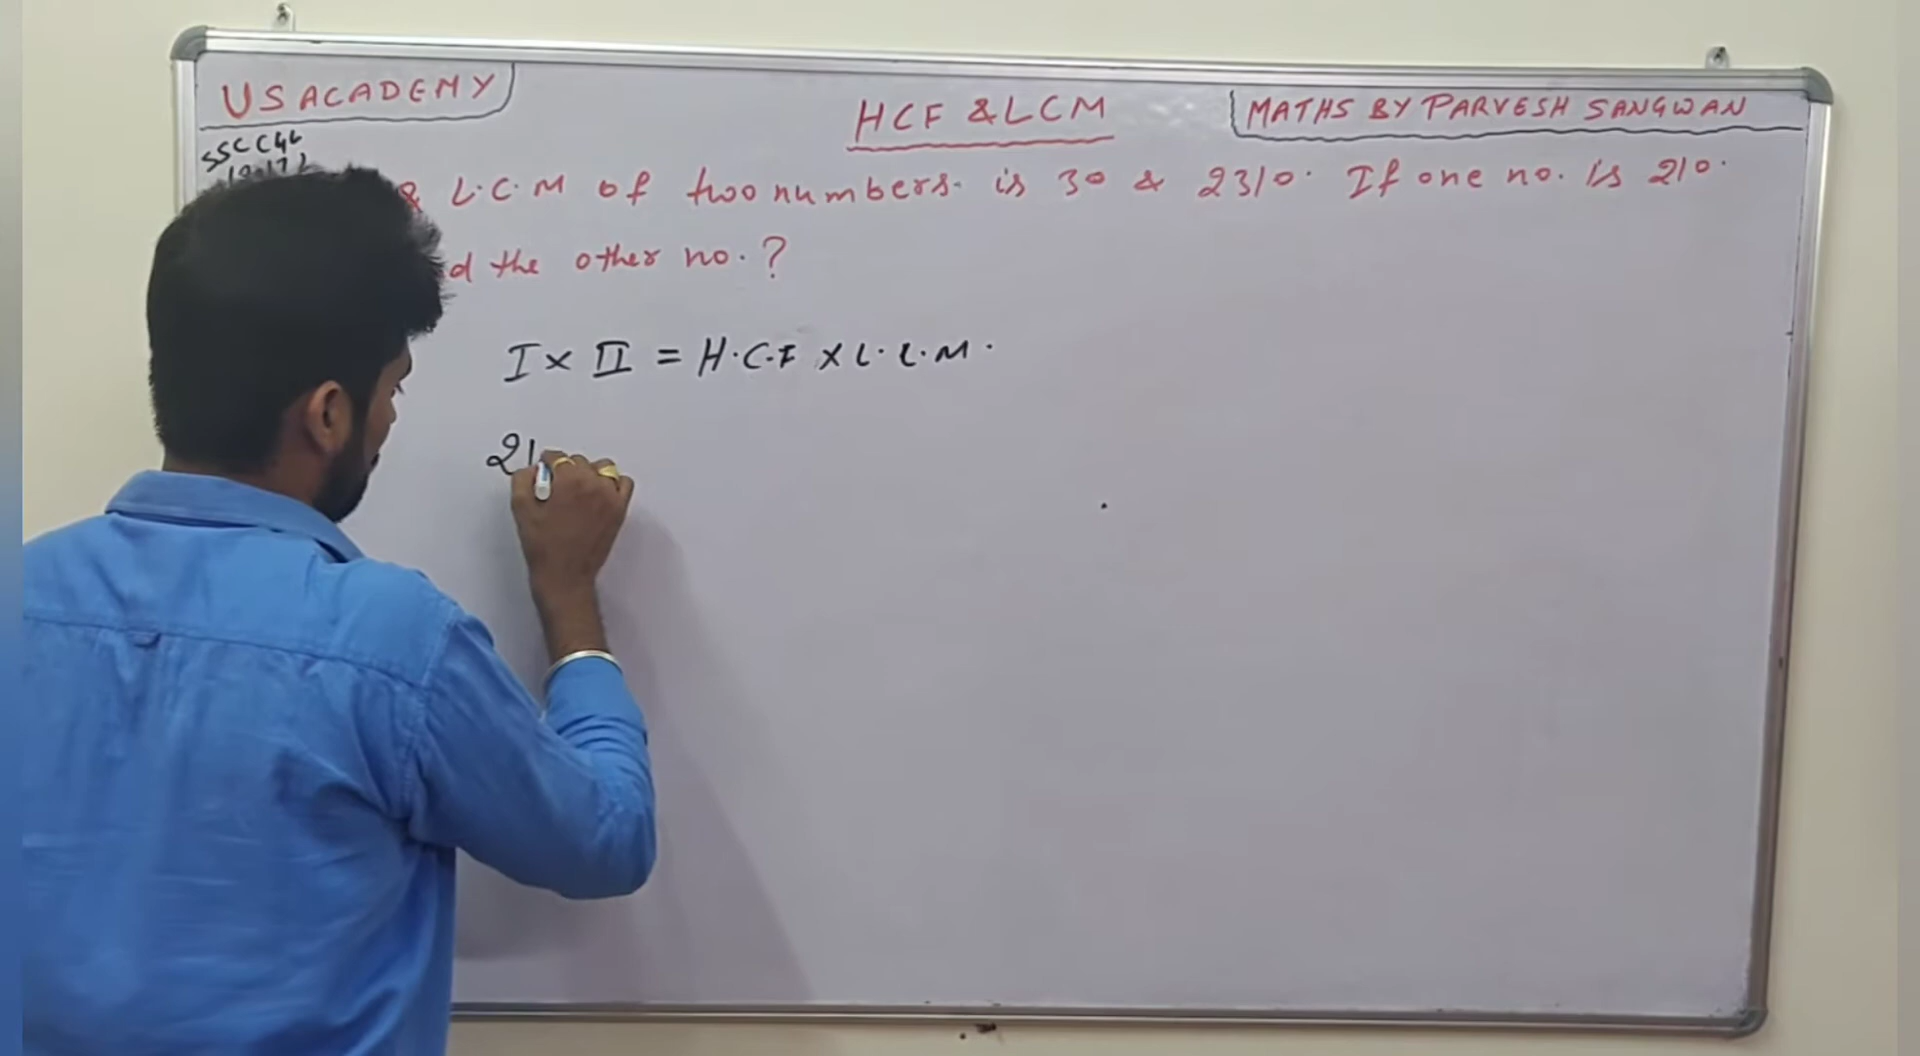 US ACADEMY
HCF & LCM
MATHS BY PARVESH SANGWAN
SSC CGL
& L.C.M of two numbers. is 30 & 2310. If one no. is 210.
the other no.?
I x II = H.C.F x L.C.M.
21